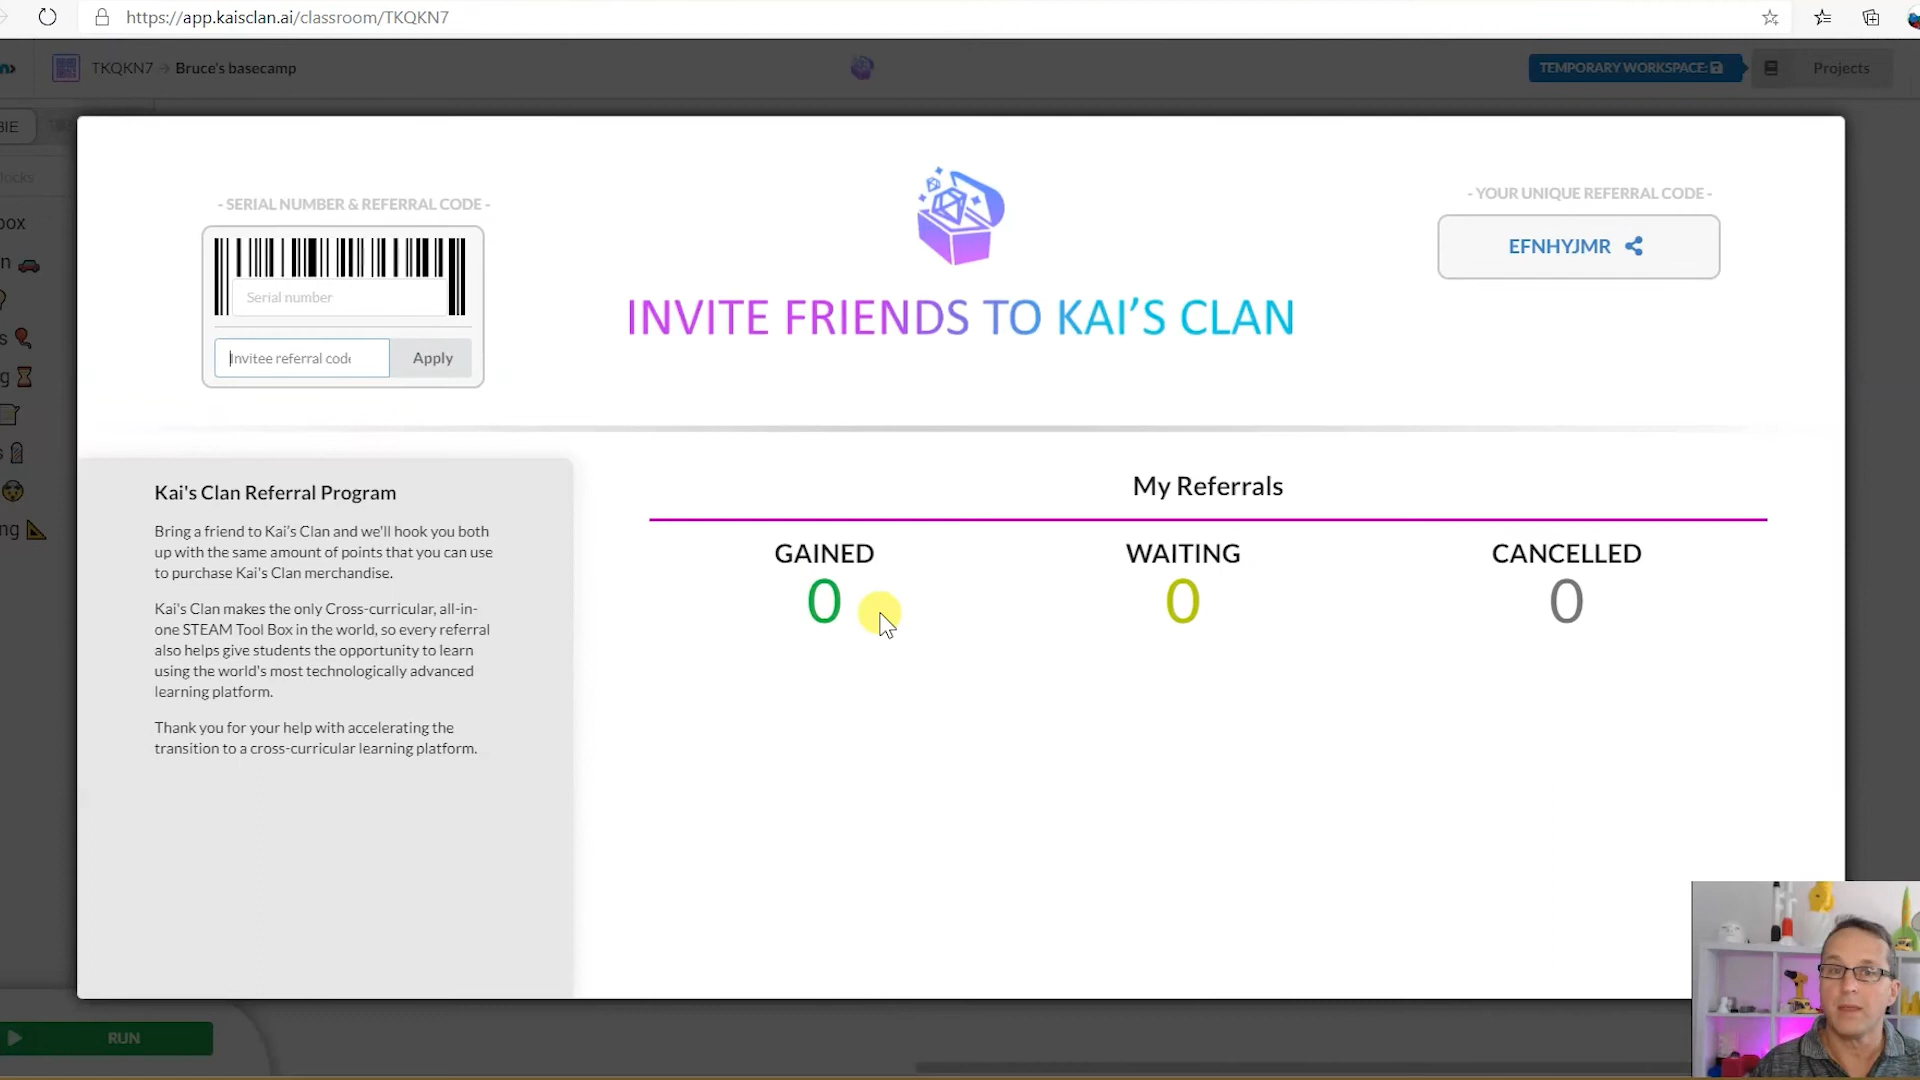 https://app.kaisclan.ai/classroom/TKQKN7
TKQKN7 → Bruce's basecamp
TEMPORARY WORKSPACE:
Projects
- SERIAL NUMBER & REFERRAL CODE -
Serial number
Invitee referral code
Apply
INVITE FRIENDS TO KAI'S CLAN
- YOUR UNIQUE REFERRAL CODE -
EFNHYJMR
Kai's Clan Referral Program
Bring a friend to Kai's Clan and we'll hook you both
up with the same amount of points that you can use
to purchase Kai's Clan merchandise.
Kai's Clan makes the only Cross-curricular, all-in-
one STEAM Tool Box in the world, so every referral
also helps give students the opportunity to learn
using the world's most technologically advanced
learning platform.
Thank you for your help with accelerating the
transition to a cross-curricular learning platform.
My Referrals
GAINED WAITING CANCELLED
0 0 0
RUN